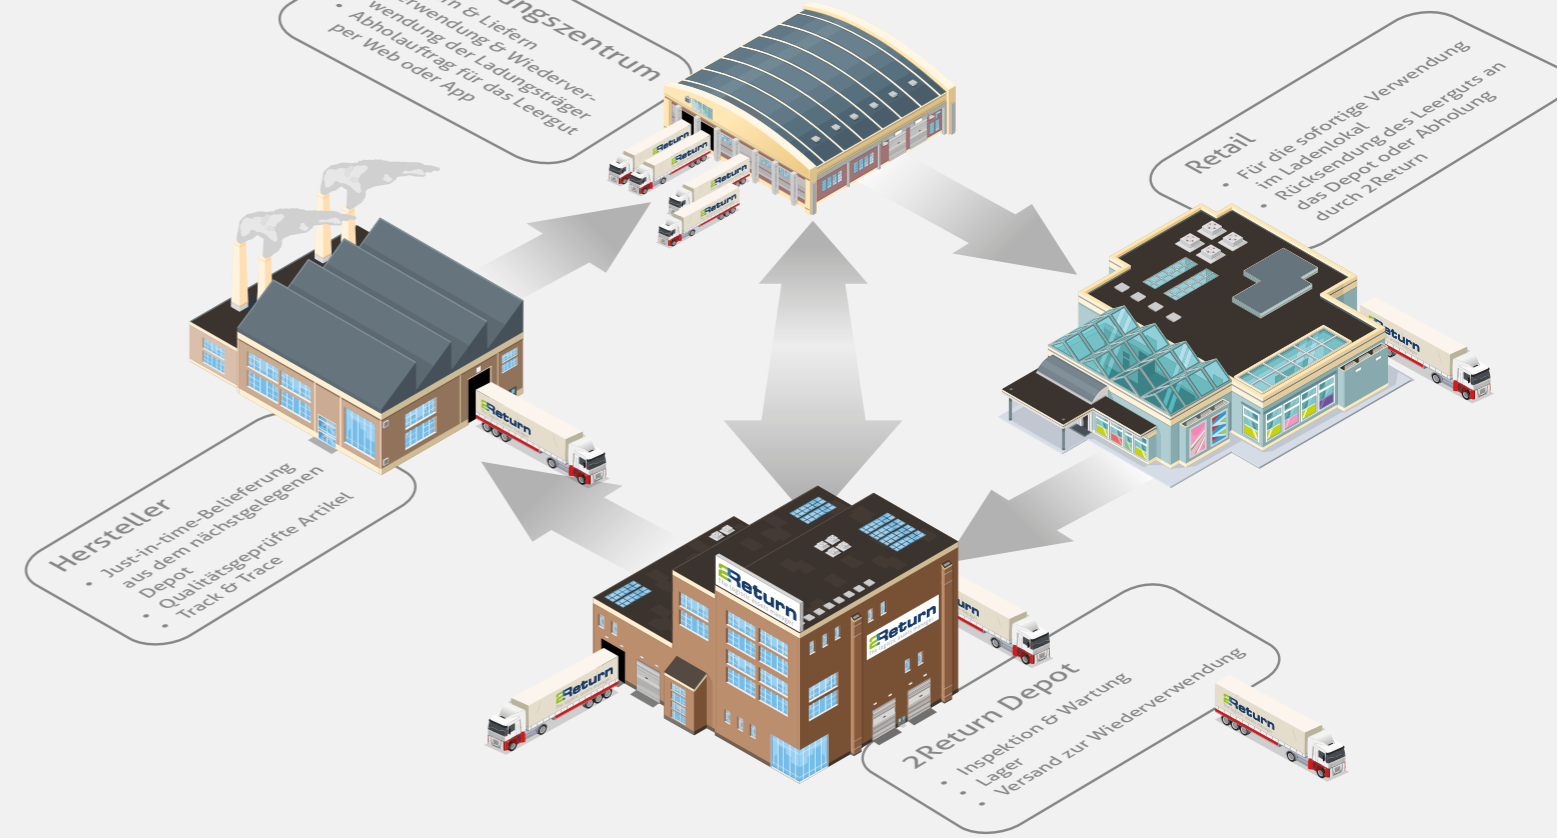 ungszentrum
n & Liefern
erwendung & Wiederver-
wendung der Ladungsträger
Abholauftrag für das Leergut
per Web oder App
Retail
Für die sofortige Verwendung
im Ladenlokal
Rücksendung des Leerguts an
das Depot oder Abholung
durch 2Return
2Return
2Return
2Return
2Return
eturn
Hersteller
Just-in-time-Belieferung
aus dem nächstgelegenen
Depot
Qualitätsgeprüfte Artikel
Track & Trace
2Return
2Return
2Return
2Return
urn
2Return Depot
Inspektion & Wartung
Lager
Versand zur Wiederverwendung
2Return